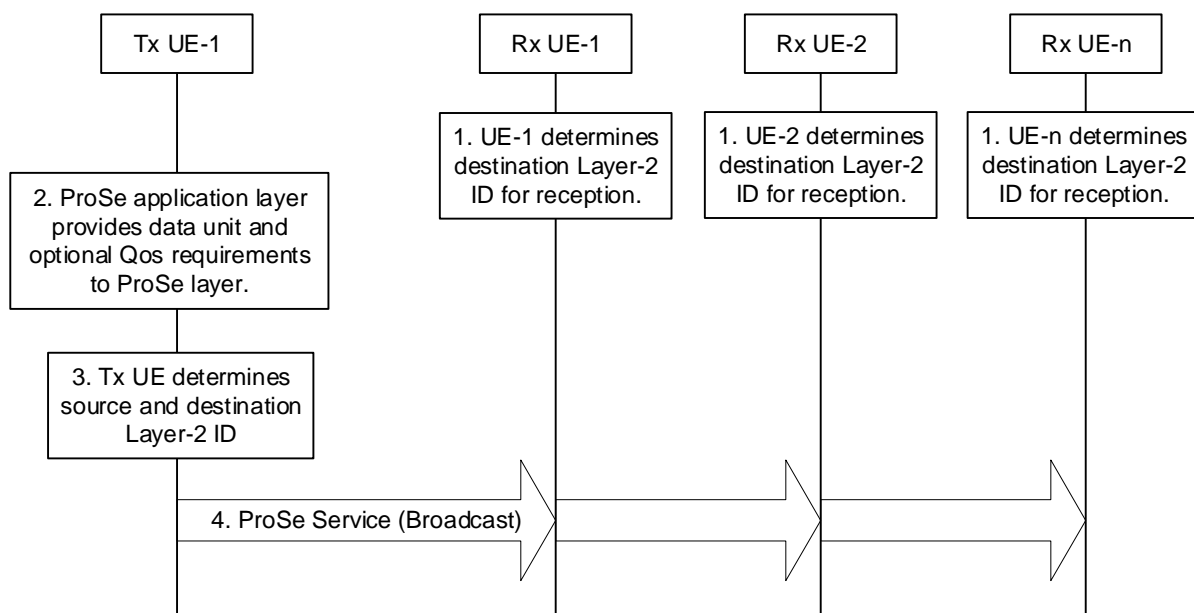 Tx UE-1
Rx UE-1
Rx UE-2
Rx UE-n
1. UE-1 determines
destination Layer-2
ID for reception.
1. UE-2 determines
destination Layer-2
ID for reception.
1. UE-n determines
destination Layer-2
ID for reception.
2. ProSe application layer
provides data unit and
optional Qos requirements
to ProSe layer.
3. Tx UE determines
source and destination
Layer-2 ID
4. ProSe Service (Broadcast)